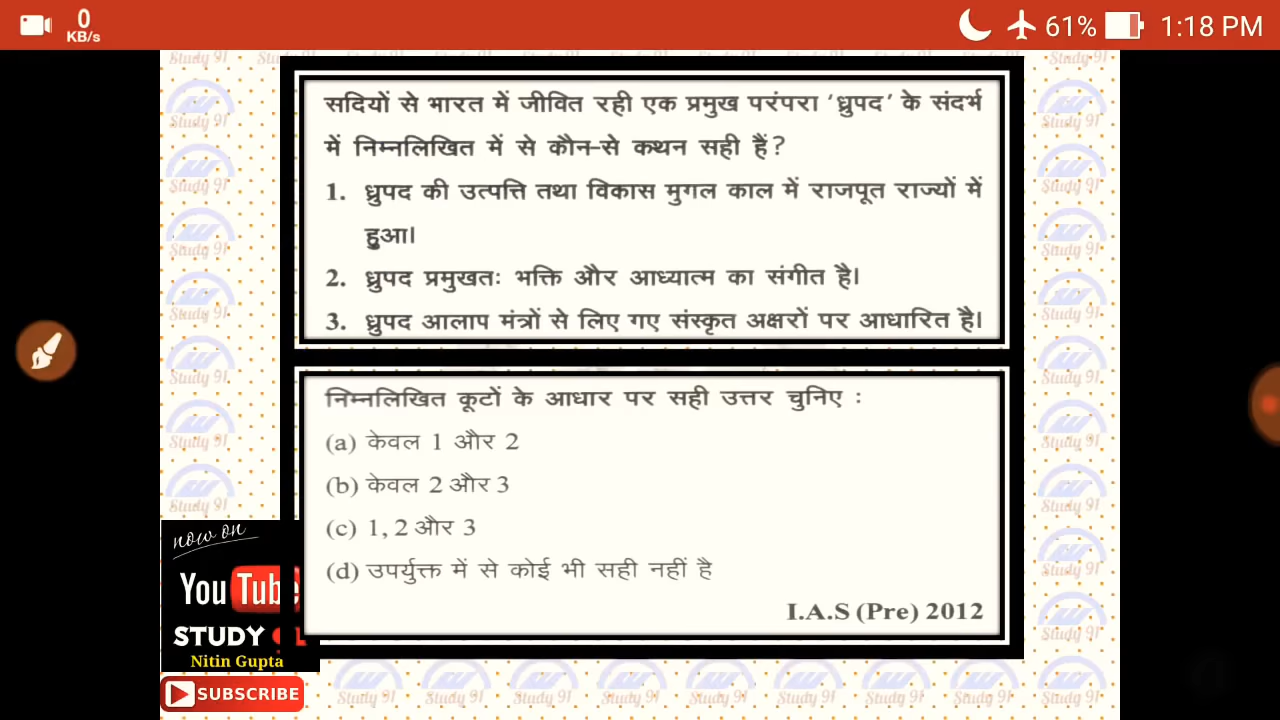 0
KB/s
61%
1:18 PM
सदियों से भारत में जीवित रही एक प्रमुख परंपरा ‘ध्रुपद’ के संदर्भ
में निम्नलिखित में से कौन-से कथन सही हैं?
1. ध्रुपद की उत्पत्ति तथा विकास मुगल काल में राजपूत राज्यों में
हुआ।
2. ध्रुपद प्रमुखतः भक्ति और आध्यात्म का संगीत है।
3. ध्रुपद आलाप मंत्रों से लिए गए संस्कृत अक्षरों पर आधारित है।
निम्नलिखित कूटों के आधार पर सही उत्तर चुनिए :
(a) केवल 1 और 2
(b) केवल 2 और 3
(c) 1, 2 और 3
(d) उपर्युक्त में से कोई भी सही नहीं है
I.A.S (Pre) 2012
now on
YouTube
STUDY 91
Nitin Gupta
SUBSCRIBE
Study 91